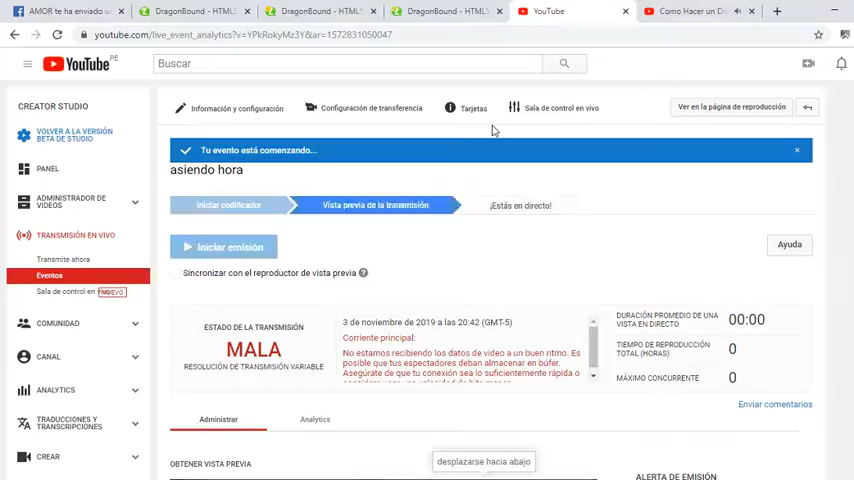 AMOR te ha enviado u
DragonBound - HTML5
DragonBound - HTML5
DragonBound - HTML5
YouTube
Como Hacer un D
youtube.com/live_event_analytics?v=YPkRokyMz3Y&ar=1572831050047
YouTube PE
Buscar
CREATOR STUDIO
VOLVER A LA VERSIÓN
BETA DE STUDIO
PANEL
ADMINISTRADOR DE
VIDEOS
TRANSMISIÓN EN VIVO
Transmite ahora
Eventos
Sala de control en vivo NUEVO
COMUNIDAD
CANAL
ANALYTICS
TRADUCCIONES Y
TRANSCRIPCIONES
CREAR
Información y configuración
Configuración de transferencia
Tarjetas
Sala de control en vivo
Ver en la página de reproducción
Tu evento está comenzando...
asiendo hora
Iniciar codificador
Vista previa de la transmisión
¡Estás en directo!
Iniciar emisión
Ayuda
Sincronizar con el reproductor de vista previa
ESTADO DE LA TRANSMISIÓN
MALA
RESOLUCIÓN DE TRANSMISIÓN VARIABLE
3 de noviembre de 2019 a las 20:42 (GMT-5)
Corriente principal:
No estamos recibiendo los datos de video a un buen ritmo. Es
posible que tus espectadores deban almacenar en búfer.
Asegúrate de que tu conexión sea lo suficientemente rápida o
considera usar una velocidad de bits menor.
DURACIÓN PROMEDIO DE UNA
VISTA EN DIRECTO
00:00
TIEMPO DE REPRODUCCIÓN
TOTAL (HORAS)
0
MÁXIMO CONCURRENTE
0
Enviar comentarios
Administrar
Analytics
OBTENER VISTA PREVIA
desplazarse hacia abajo
ALERTA DE EMISIÓN